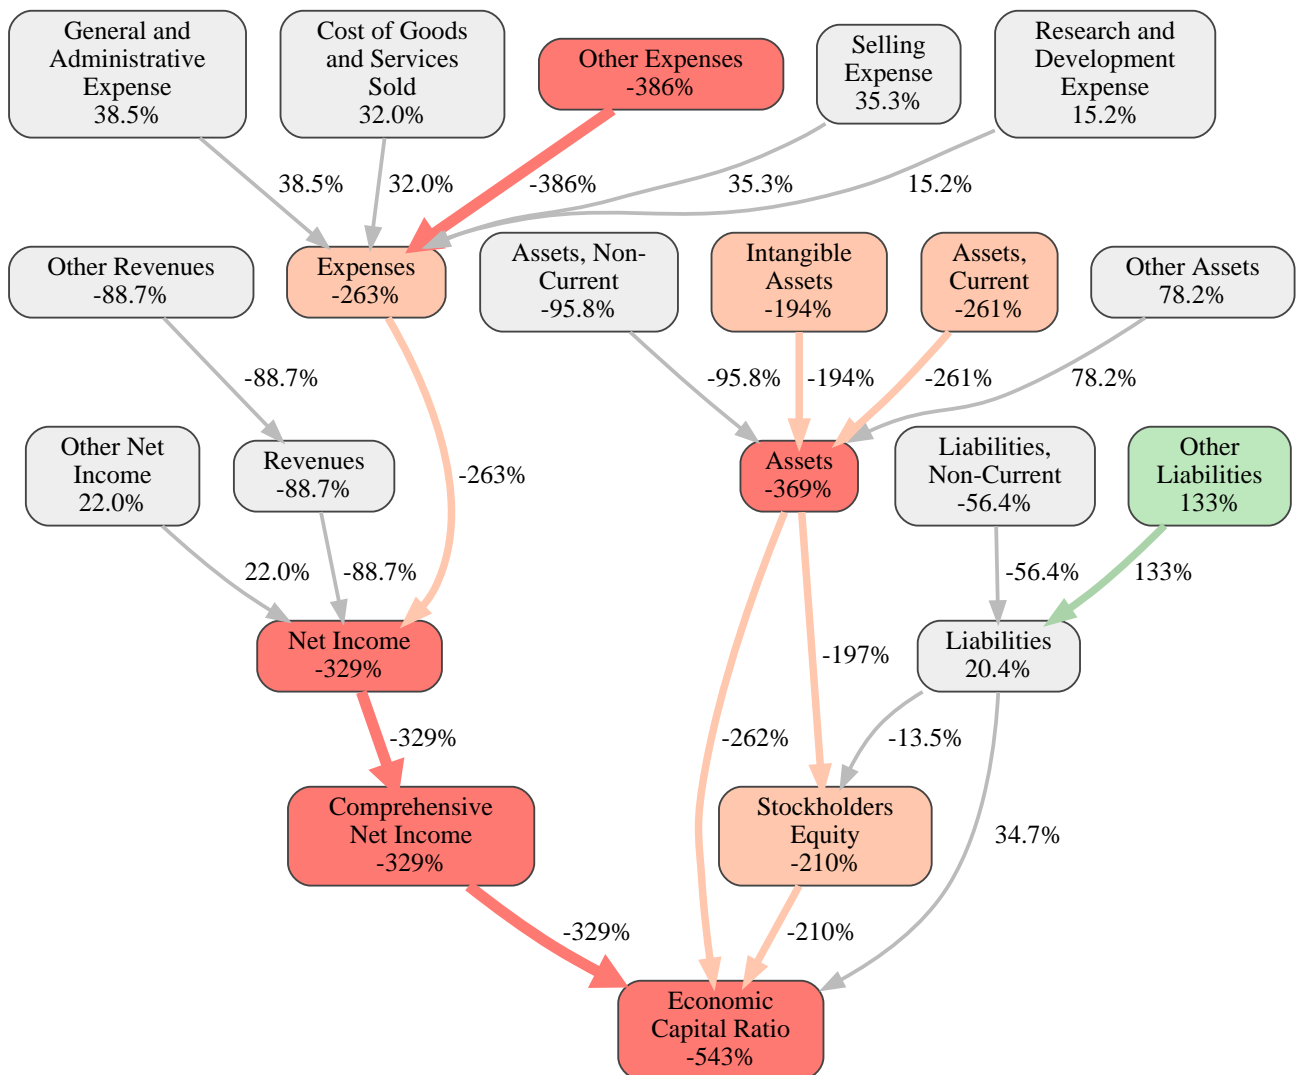 General and
Administrative
Expense
38.5%
Cost of Goods
and Services
Sold
32.0%
Other Expenses
-386%
Selling
Expense
35.3%
Research and
Development
Expense
15.2%
38.5%
32.0%
-386%
35.3%
15.2%
Other Revenues
-88.7%
Expenses
-263%
Assets, Non-
Current
-95.8%
Intangible
Assets
-194%
Assets,
Current
-261%
Other Assets
78.2%
-88.7%
-95.8%
-194%
-261%
78.2%
Other Net
Income
22.0%
Revenues
-88.7%
-263%
Assets
-369%
Liabilities,
Non-Current
-56.4%
Other
Liabilities
133%
22.0%
-88.7%
-56.4%
133%
Net Income
-329%
-197%
Liabilities
20.4%
-329%
-262%
-13.5%
Comprehensive
Net Income
-329%
Stockholders
Equity
-210%
34.7%
-329%
-210%
Economic
Capital Ratio
-543%